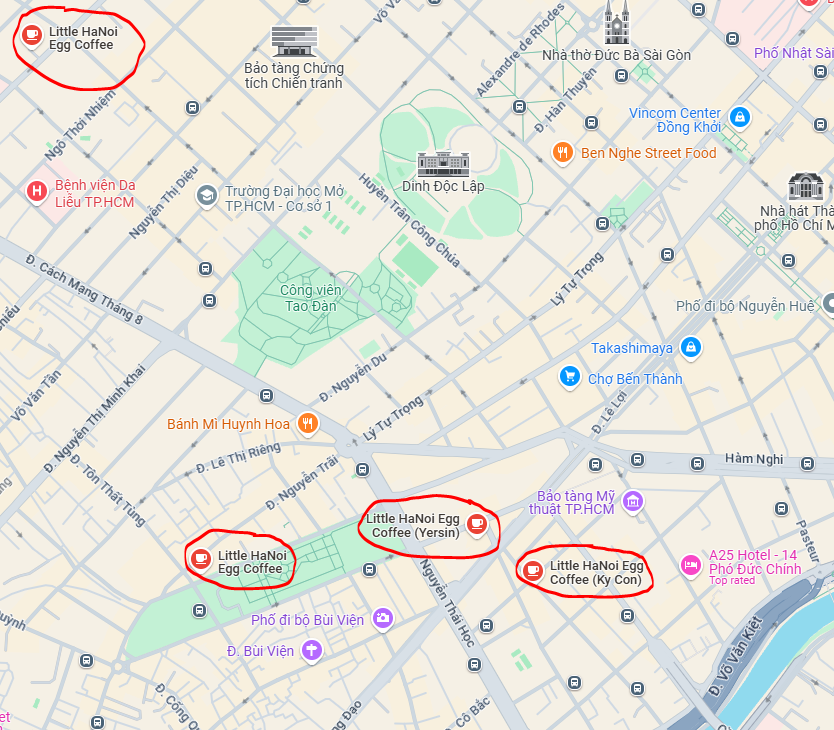 Little HaNoi
Egg Coffee
Võ Vă
Alexandre de Rhodes
Bảo tàng Chứng
tích Chiến tranh
Nhà thờ Đức Bà Sài Gòn
Phố Nhật Sài
Đ. Hàn Thuyên
Ngô Thời Nhiệm
Vincom Center
Đồng Khởi
Ben Nghe Street Food
Dinh Độc Lập
Bệnh viện Da
Liễu TP.HCM
Nguyễn Thị Diệu
Trường Đại học Mở
TP.HCM - Cơ sở 1
Huyền Trân Công Chúa
Nhà hát Thà
phố Hồ Chí M
Đ. Cách Mạng Tháng 8
Công viên
Tao Đàn
Lý Tự Trọng
Phố đi bộ Nguyễn Huệ
Takashimaya
Chợ Bến Thành
Đ. Nguyễn Du
Võ Văn Tần
Đ. Nguyễn Thị Minh Khai
Bánh Mì Huynh Hoa
Lý Tự Trọng
Đ. Lê Lợi
Đ. Lê Thị Riêng
Đ. Nguyễn Trãi
Hàm Nghi
Đ. Tôn Thất Tùng
Bảo tàng Mỹ
thuật TP.HCM
Little HaNoi Egg
Coffee (Yersin)
Pasteur
Little HaNoi
Egg Coffee
Little HaNoi Egg
Coffee (Ky Con)
A25 Hotel - 14
Phó Đức Chính
Top rated
Nguyễn Thái Học
Phố đi bộ Bùi Viện
Đ. Bùi Viện
Đ. Võ Văn Kiệt
Đ. Cống Qu
Đ. Cô Bắc